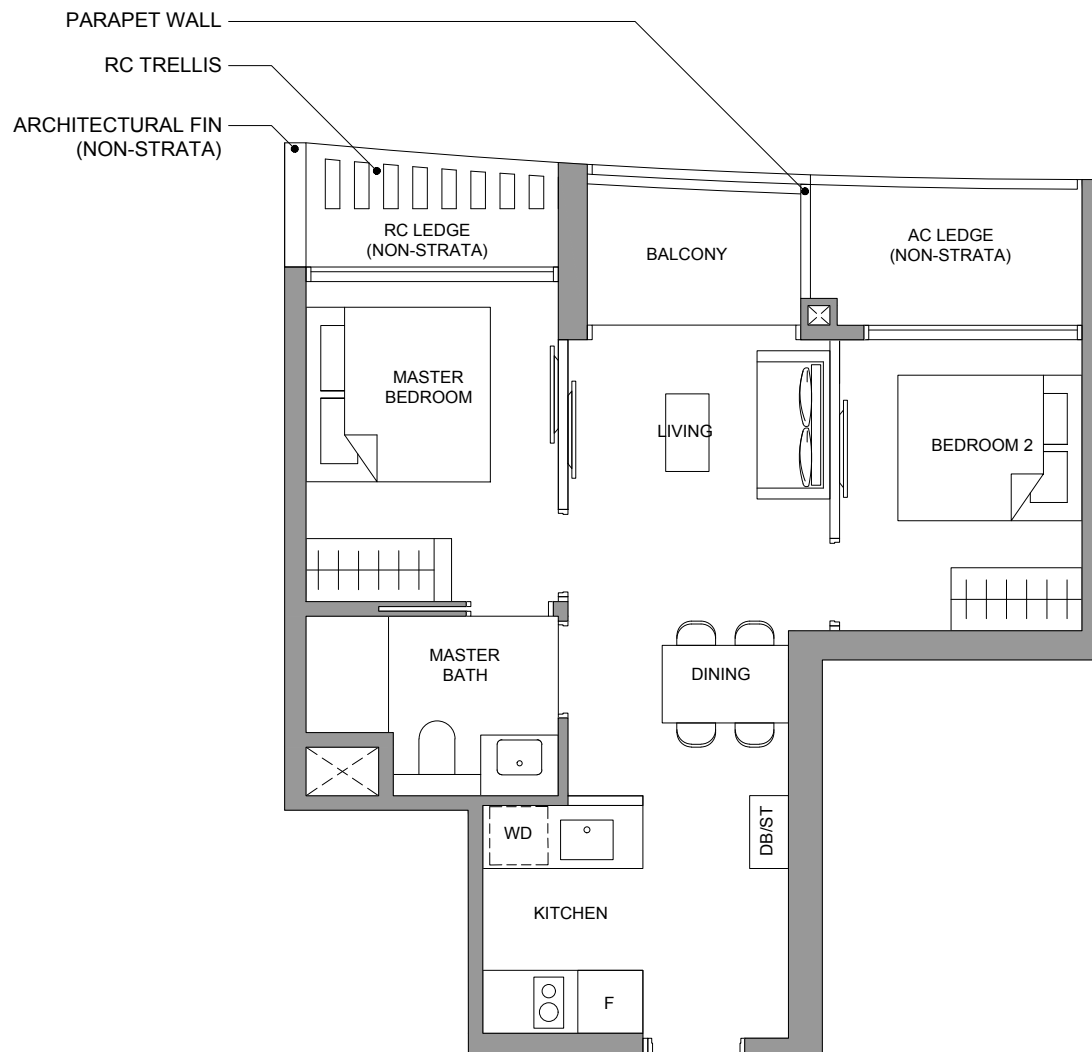 PARAPET WALL
RC TRELLIS
ARCHITECTURAL FIN
(NON-STRATA)
RC LEDGE
(NON-STRATA)
BALCONY
AC LEDGE
(NON-STRATA)
MASTER
BEDROOM
LIVING
BEDROOM 2
MASTER
BATH
DINING
WD
DB/ST
KITCHEN
F